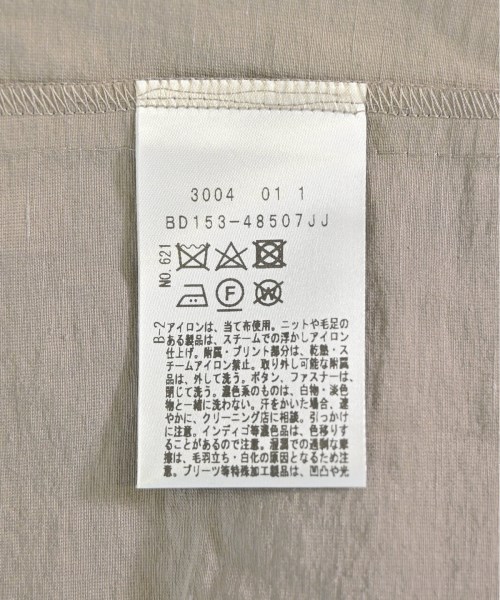 3004 01 1
BD153-48507JJ
NO.621
F
W
B-2
アイロンは、当て布使用。ニットや毛足の
ある製品は、スチームでの浮かしアイロン
仕上げ。附属・プリント部分は、乾熱・ス
チームアイロン禁止。取り外し可能な附属
品は、外して洗う。ボタン、ファスナーは、
閉じて洗う。濃色系のものは、白物・淡色
物と一緒に洗わない。汗をかいた場合、速
やかに、クリーニング店に相談。引っかけ
に注意。インディゴ等濃色品は、色移りす
ることがあるので注意。湿潤での過剰な摩
擦は、毛羽立ち・白化の原因となるため注
意。プリーツ等特殊加工製品は、凹凸や光